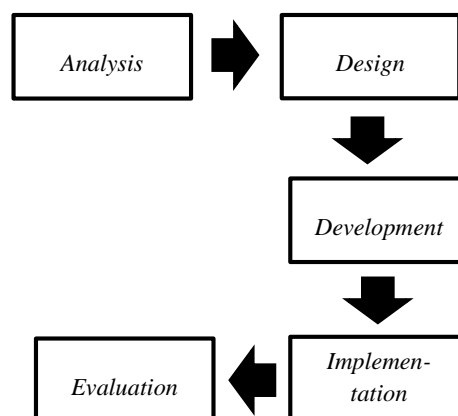 Analysis
Design
Development
Implemen-
tation
Evaluation